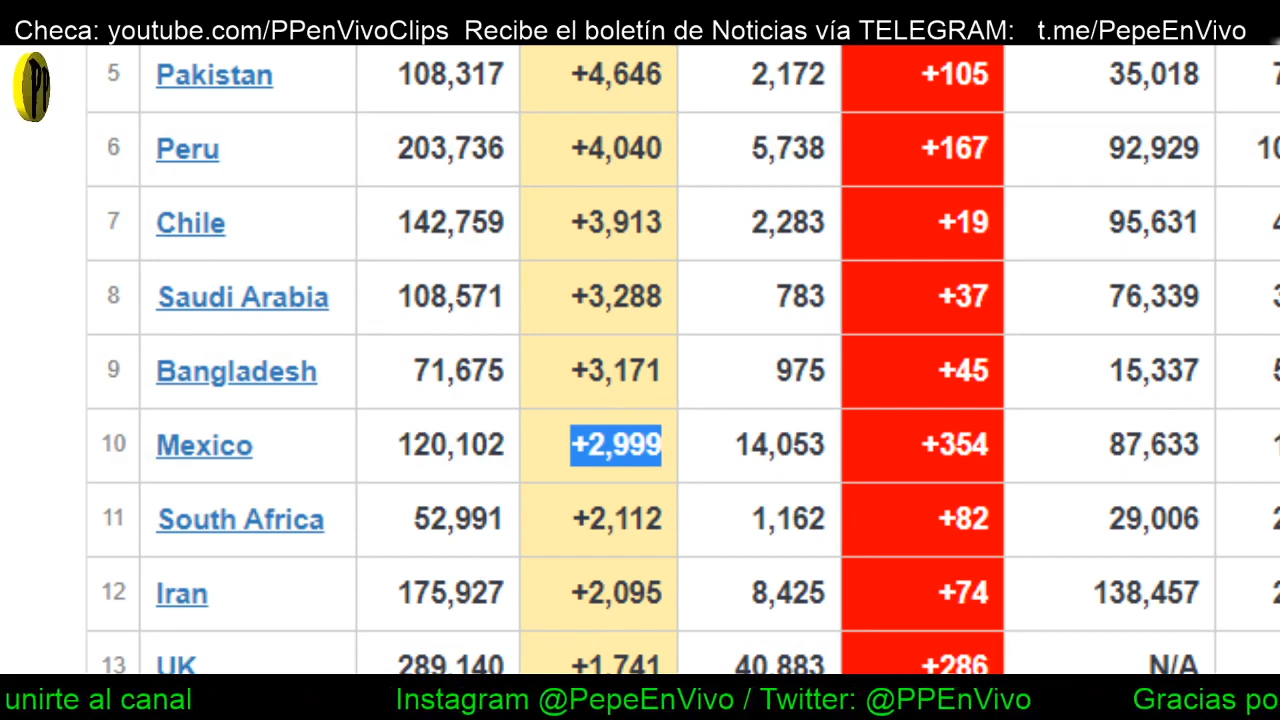 Checa: youtube.com/PPenVivoClips Recibe el boletín de Noticias vía TELEGRAM: t.me/PepeEnVivo
PP
5 Pakistan 108,317 +4,646 2,172 +105 35,018
6 Peru 203,736 +4,040 5,738 +167 92,929
7 Chile 142,759 +3,913 2,283 +19 95,631
8 Saudi Arabia 108,571 +3,288 783 +37 76,339
9 Bangladesh 71,675 +3,171 975 +45 15,337
10 Mexico 120,102 +2,999 14,053 +354 87,633
11 South Africa 52,991 +2,112 1,162 +82 29,006
12 Iran 175,927 +2,095 8,425 +74 138,457
13 UK 289,140 +1,741 40,883 +286 N/A
unirte al canal Instagram @PepeEnVivo / Twitter: @PPEnVivo Gracias po